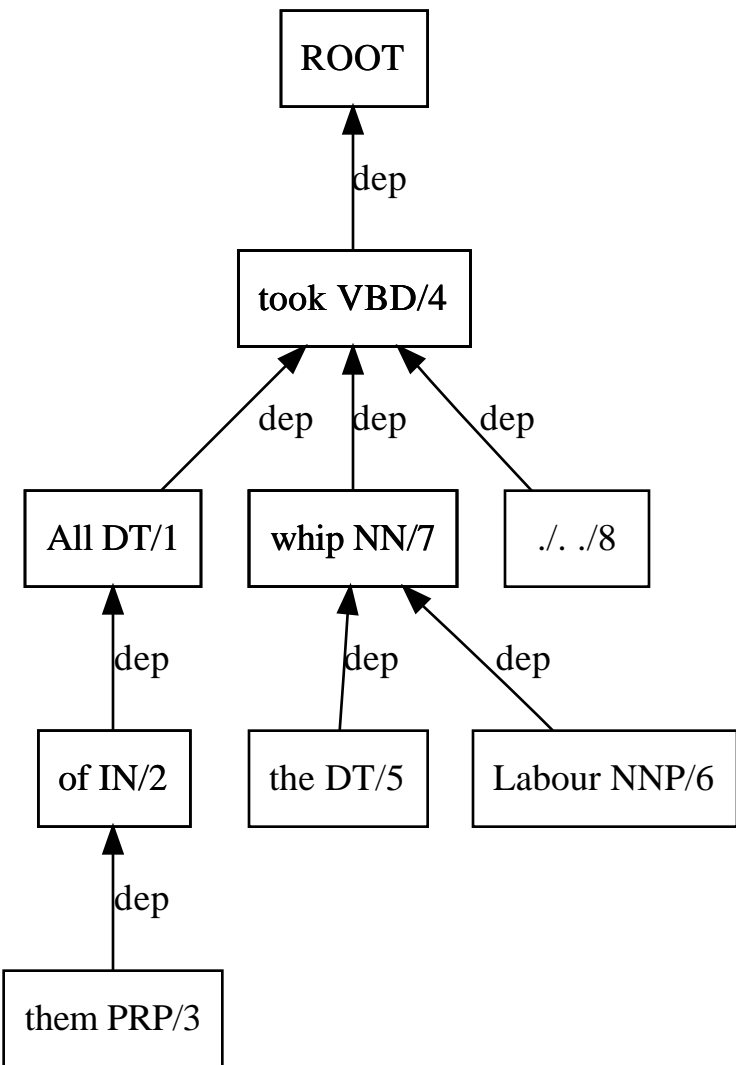 ROOT
dep
took VBD/4
dep dep dep
All DT/1 whip NN/7 ./. ./8
dep dep dep
of IN/2 the DT/5 Labour NNP/6
dep
them PRP/3